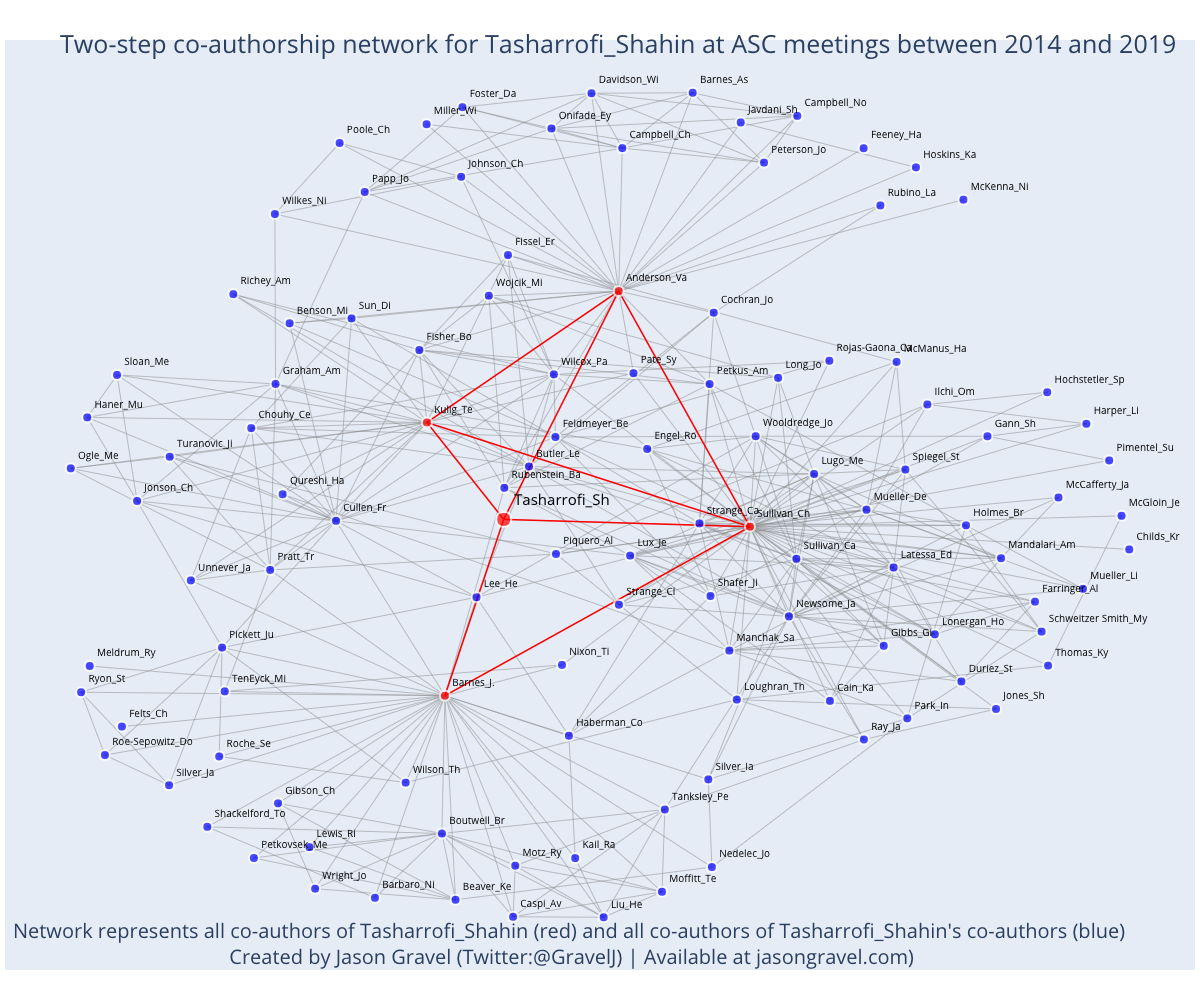 Two-step co-authorship network for Tasharrofi_Shahin at ASC meetings between 2014 and 2019
Davidson_Wi
Barnes_As
Foster_Da
Miller_Wi
Onifade_Ey
Javdani_Sh
Campbell_No
Poole_Ch
Campbell_Ch
Feeney_Ha
Johnson_Ch
Peterson_Jo
Hoskins_Ka
Papp_Jo
McKenna_Ni
Wilkes_Ni
Rubino_La
Fissel_Er
Richey_Am
Wojcik_Mi
Anderson_Va
Benson_Mi
Sun_Di
Cochran_Jo
Fisher_Bo
Sloan_Me
Graham_Am
Wilcox_Pa
Pate_Sy
Petkus_Am
Long_Jo
Rojas-Gaona_Ca
McManus_Ha
Hochstetler_Sp
Ilchi_Om
Haner_Mu
Chouhy_Ce
Kulig_Te
Feldmeyer_Be
Engel_Ro
Wooldredge_Jo
Gann_Sh
Harper_Li
Turanovic_Ji
Butler_Le
Ogle_Me
Rubenstein_Ba
Lugo_Me
Spiegel_St
Pimentel_Su
Qureshi_Ha
Jonson_Ch
Tasharrofi_Sh
Cullen_Fr
Strange_Ca
Sullivan_Ch
Mueller_De
McCafferty_Ja
McGloin_Je
Holmes_Br
Piquero_Al
Lux_Je
Sullivan_Ca
Latessa_Ed
Mandalari_Am
Childs_Kr
Pratt_Tr
Unnever_Ja
Lee_He
Strange_Cl
Shafer_Ji
Newsome_Ja
Mueller_Li
Farringer_Al
Pickett_Ju
Manchak_Sa
Gibbs_Gr
Lonergan_Ho
Schweitzer Smith_My
Meldrum_Ry
Nixon_Ti
Thomas_Ky
Ryon_St
TenEyck_Mi
Barnes_J.
Loughran_Th
Cain_Ka
Duriez_St
Felts_Ch
Haberman_Co
Park_In
Jones_Sh
Roe-Sepowitz_Do
Roche_Se
Ray_Ja
Silver_Ja
Wilson_Th
Silver_Ia
Gibson_Ch
Tanksley_Pe
Shackelford_To
Lewis_Ri
Boutwell_Br
Petkovsek_Me
Motz_Ry
Kail_Ra
Nedelec_Jo
Wright_Jo
Barbaro_Ni
Beaver_Ke
Moffitt_Te
Caspi_Av
Liu_He
Network represents all co-authors of Tasharrofi_Shahin (red) and all co-authors of Tasharrofi_Shahin's co-authors (blue)
Created by Jason Gravel (Twitter:@GravelJ) | Available at jasongravel.com)